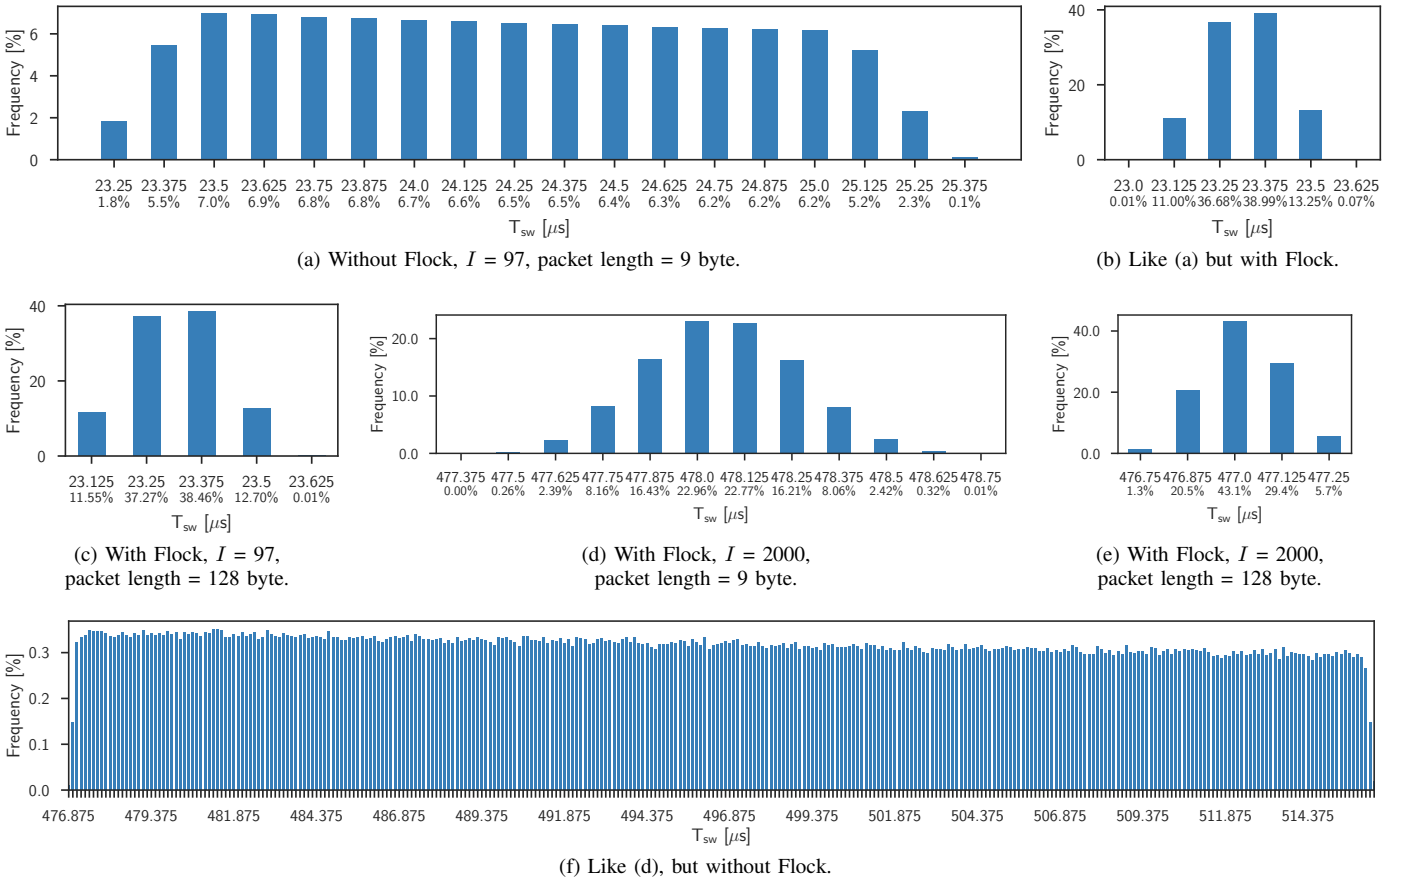 Frequency [%]
6
4
2
0
23.25 23.375 23.5 23.625 23.75 23.875 24.0 24.125 24.25 24.375 24.5 24.625 24.75 24.875 25.0 25.125 25.25 25.375
1.8% 5.5% 7.0% 6.9% 6.8% 6.8% 6.7% 6.6% 6.5% 6.5% 6.4% 6.3% 6.2% 6.2% 6.2% 5.2% 2.3% 0.1%
Tsw [μs]
(a) Without Flock, I = 97, packet length = 9 byte.
Frequency [%]
40
20
0
23.0 23.125 23.25 23.375 23.5 23.625
0.01% 11.00% 36.68% 38.99% 13.25% 0.07%
Tsw [μs]
(b) Like (a) but with Flock.
Frequency [%]
40
20
0
23.125 23.25 23.375 23.5 23.625
11.55% 37.27% 38.46% 12.70% 0.01%
Tsw [μs]
(c) With Flock, I = 97,
packet length = 128 byte.
Frequency [%]
20.0
10.0
0.0
477.375 477.5 477.625 477.75 477.875 478.0 478.125 478.25 478.375 478.5 478.625 478.75
0.00% 0.26% 2.39% 8.16% 16.43% 22.96% 22.77% 16.21% 8.06% 2.42% 0.32% 0.01%
Tsw [μs]
(d) With Flock, I = 2000,
packet length = 9 byte.
Frequency [%]
40.0
20.0
0.0
476.75 476.875 477.0 477.125 477.25
1.3% 20.5% 43.1% 29.4% 5.7%
Tsw [μs]
(e) With Flock, I = 2000,
packet length = 128 byte.
Frequency [%]
0.3
0.2
0.1
0.0
476.875 479.375 481.875 484.375 486.875 489.375 491.875 494.375 496.875 499.375 501.875 504.375 506.875 509.375 511.875 514.375
Tsw [μs]
(f) Like (d), but without Flock.